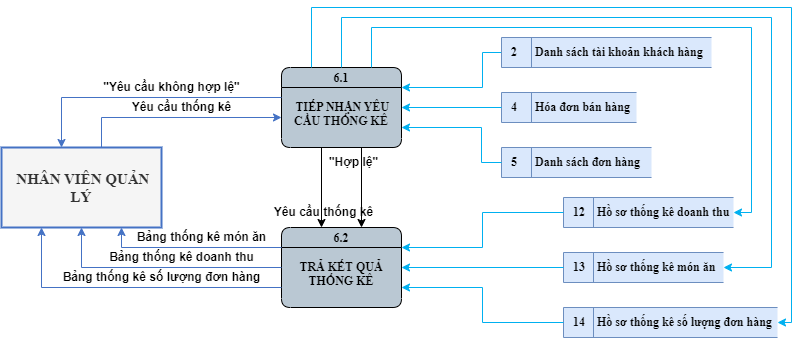 2 Danh sách tài khoản khách hàng
6.1
"Yêu cầu không hợp lệ"
Yêu cầu thống kê
TIẾP NHẬN YÊU
CẦU THỐNG KÊ
4 Hóa đơn bán hàng
5 Danh sách đơn hàng
"Hợp lệ"
NHÂN VIÊN QUẢN
LÝ
Yêu cầu thống kê
12 Hồ sơ thống kê doanh thu
6.2
Bảng thống kê món ăn
Bảng thống kê doanh thu
Bảng thống kê số lượng đơn hàng
TRẢ KẾT QUẢ
THỐNG KÊ
13 Hồ sơ thống kê món ăn
14 Hồ sơ thống kê số lượng đơn hàng